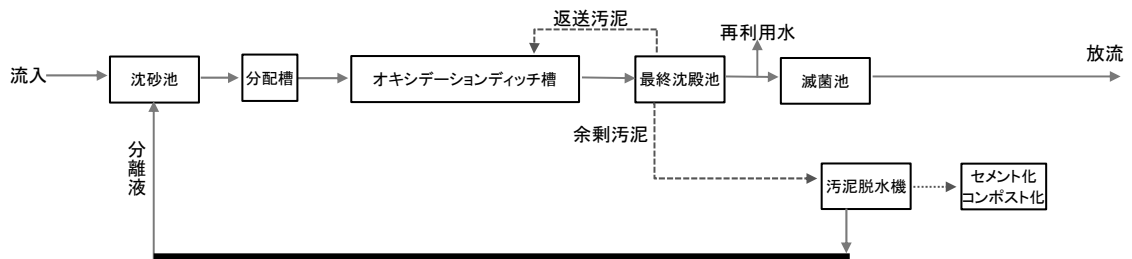 返送汚泥
再利用水
放流
流入
沈砂池
分配槽
オキシデーションディッチ槽
最終沈殿池
滅菌池
余剰汚泥
分離液
汚泥脱水機
セメント化
コンポスト化